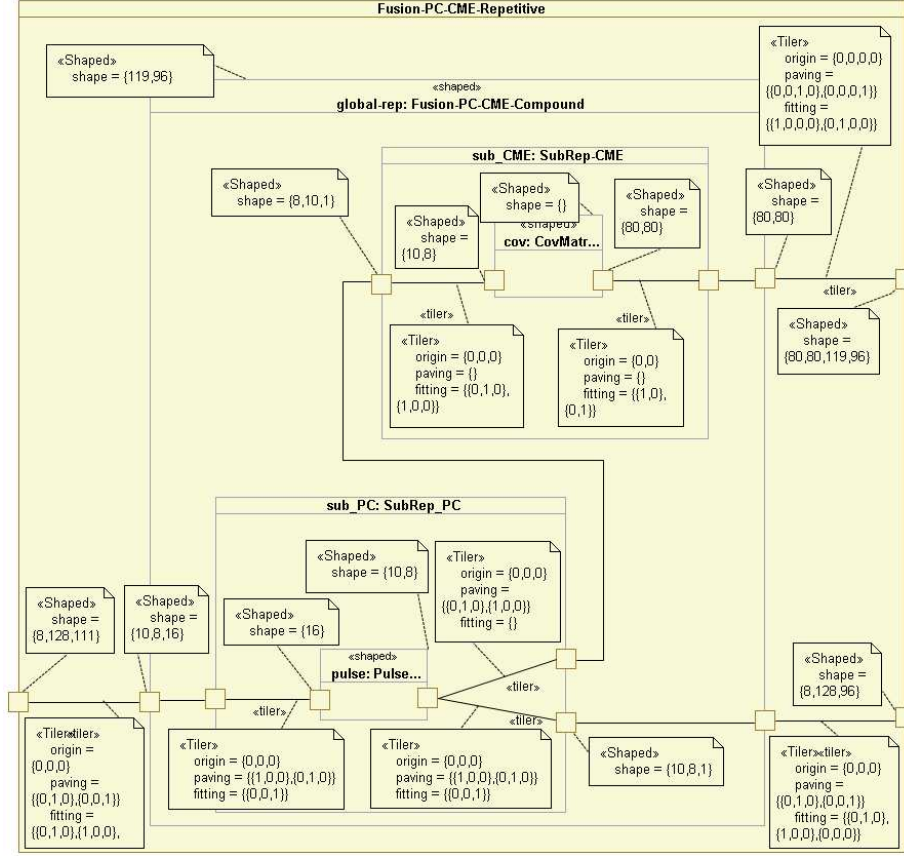 Fusion-PC-CME-Repetitive
«Shaped»
shape = {119,96}
«shaped»
global-rep: Fusion-PC-CME-Compound
«Tiler»
origin = {0,0,0,0}
paving =
{{0,0,1,0},{0,0,0,1}}
fitting =
{{1,0,0,0},{0,1,0,0}}
sub_CME: SubRep-CME
«Shaped»
shape = {8,10,1}
«Shaped»
shape =
{10,8}
«Shaped»
shape = {}
«shaped»
cov: CovMatr...
«Shaped»
shape =
{80,80}
«Shaped»
shape =
{80,80}
«tiler»
«tiler»
«tiler»
«Tiler»
origin = {0,0,0}
paving = {}
fitting = {{0,1,0},
{1,0,0}}
«Tiler»
origin = {0,0}
paving = {}
fitting = {{1,0},
{0,1}}
«Shaped»
shape =
{80,80,119,96}
sub_PC: SubRep_PC
«Shaped»
shape =
{8,128,111}
«Shaped»
shape =
{10,8,16}
«Shaped»
shape = {16}
«Shaped»
shape = {10,8}
«Tiler»
origin = {0,0,0}
paving =
{{0,1,0},{1,0,0}}
fitting = {}
«shaped»
pulse: Pulse...
«tiler»
«tiler»
«tiler»
«Shaped»
shape =
{8,128,96}
«Tiler»«tiler»
origin =
{0,0,0}
paving =
{{0,1,0},{0,0,1}}
fitting =
{{0,1,0},{1,0,0},
«Tiler»
origin = {0,0,0}
paving = {{1,0,0},{0,1,0}}
fitting = {{0,0,1}}
«Tiler»
origin = {0,0,0}
paving = {{1,0,0},{0,1,0}}
fitting = {{0,0,1}}
«Shaped»
shape = {10,8,1}
«Tiler»«tiler»
origin = {0,0,0}
paving =
{{0,1,0},{0,0,1}}
fitting = {{0,1,0},
{1,0,0},{0,0,0}}